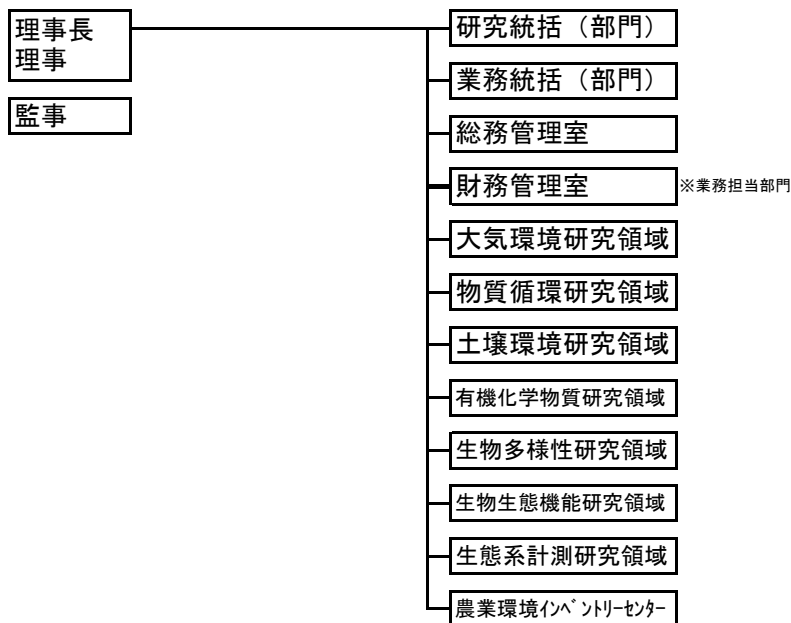 理事長
理事
監事
研究統括（部門）
業務統括（部門）
総務管理室
財務管理室 ※業務担当部門
大気環境研究領域
物質循環研究領域
土壌環境研究領域
有機化学物質研究領域
生物多様性研究領域
生物生態機能研究領域
生態系計測研究領域
農業環境ｲﾝﾍﾞﾝﾄﾘｰｾﾝﾀｰ